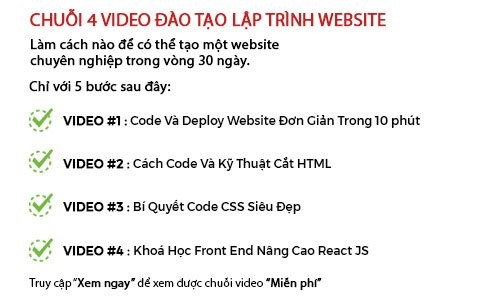 CHUỖI 4 VIDEO ĐÀO TẠO LẬP TRÌNH WEBSITE
Làm cách nào để có thể tạo một website
chuyên nghiệp trong vòng 30 ngày.
Chỉ với 5 bước sau đây:
VIDEO #1 : Code Và Deploy Website Đơn Giản Trong 10 phút
VIDEO #2 : Cách Code Và Kỹ Thuật Cắt HTML
VIDEO #3 : Bí Quyết Code CSS Siêu Đẹp
VIDEO #4 : Khoá Học Front End Nâng Cao React JS
Truy cập "Xem ngay" để xem được chuỗi video "Miễn phí"